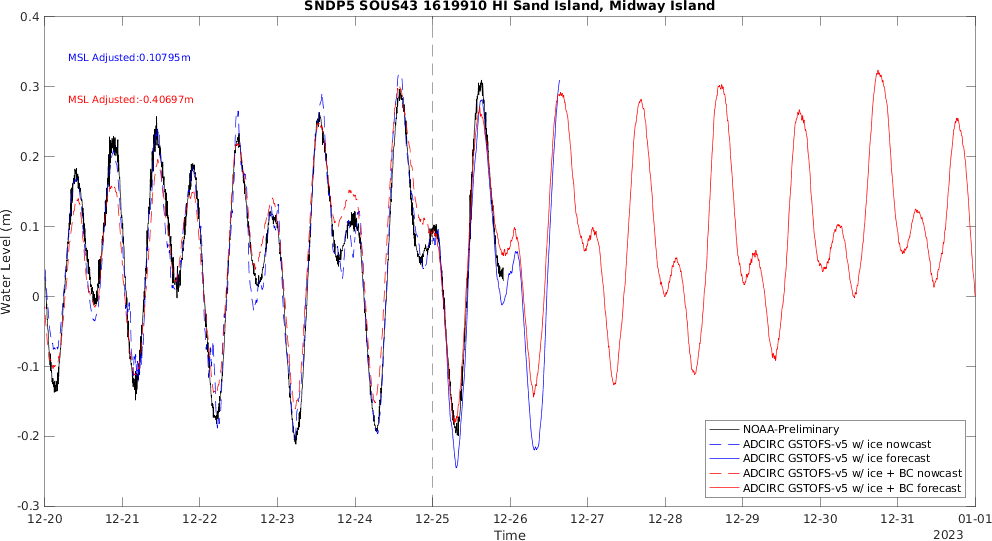 SNDP5 SOUS43 1619910 HI Sand Island, Midway Island
0.4
0.3
0.2
0.1
0
-0.1
-0.2
-0.3
Water Level (m)
MSL Adjusted:0.10795m
MSL Adjusted:-0.40697m
NOAA-Preliminary
ADCIRC GSTOFS-v5 w/ ice nowcast
ADCIRC GSTOFS-v5 w/ ice forecast
ADCIRC GSTOFS-v5 w/ ice + BC nowcast
ADCIRC GSTOFS-v5 w/ ice + BC forecast
12-20 12-21 12-22 12-23 12-24 12-25 12-26 12-27 12-28 12-29 12-30 12-31 01-01
Time
2023